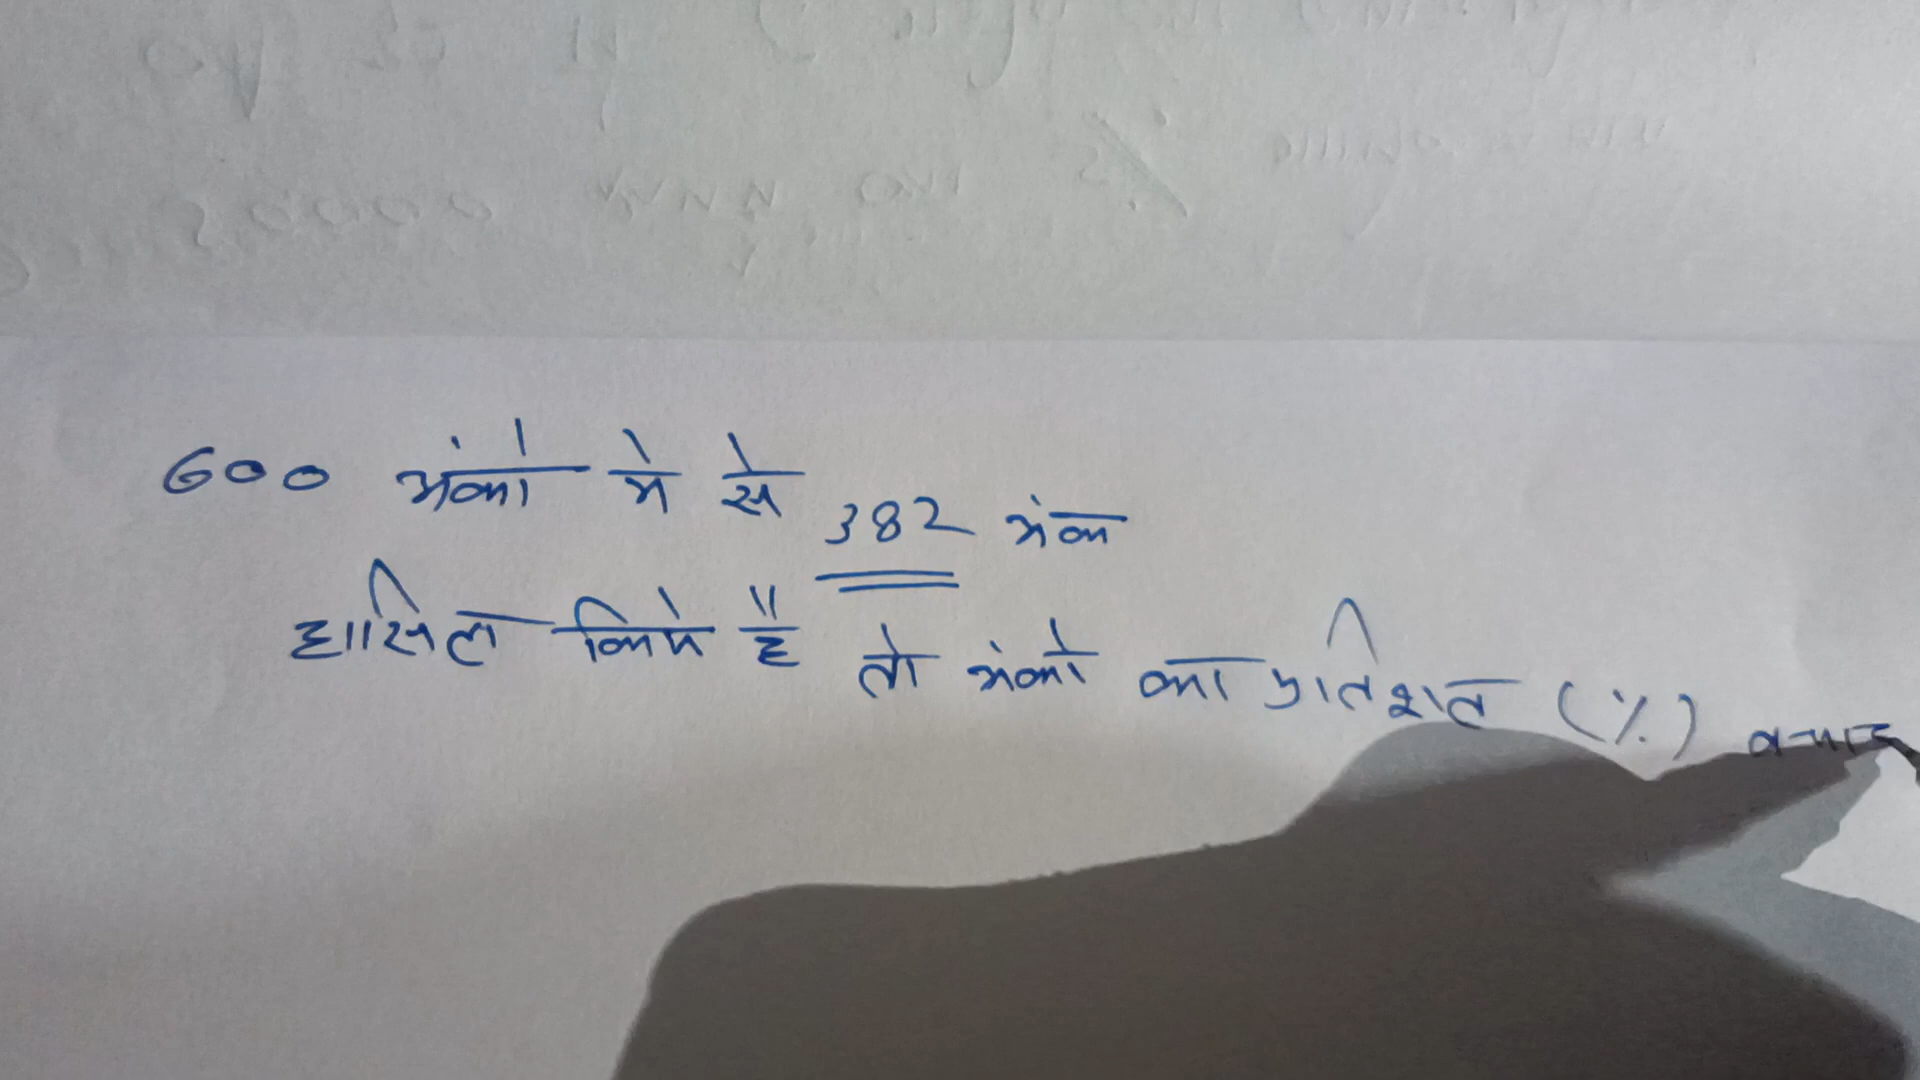 600 अंको मे से 382 अंक
हासिल किये है तो अंको का प्रतिशत (%)